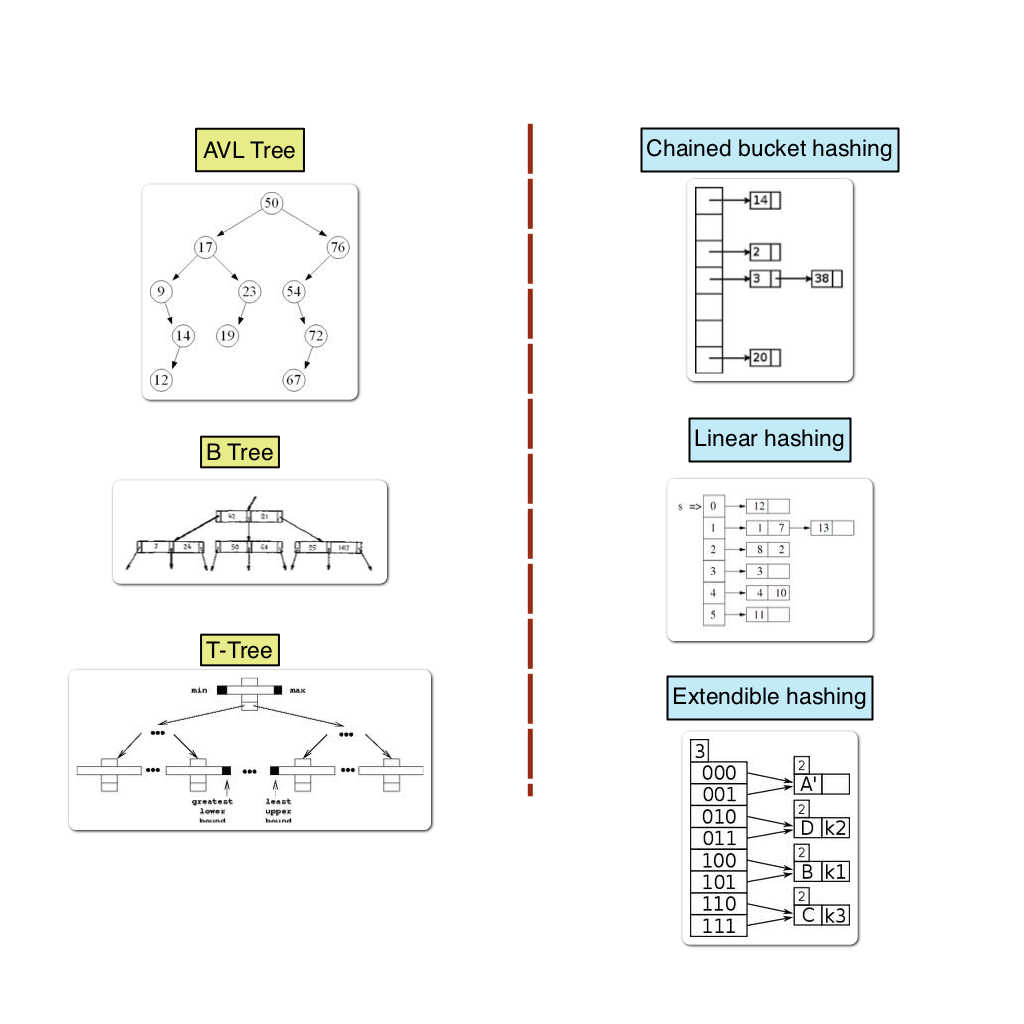 AVL Tree
50
17 76
9 23 54
14 19 72
12 67
B Tree
42 81
7 24 50 64 95 107
T-Tree
min max
greatest least
lower upper
bound bound
Chained bucket hashing
14
2
3 38
20
Linear hashing
s => 0 12
1 1 7 13
2 8 2
3 3
4 4 10
5 11
Extendible hashing
3
000
001
010
011
100
101
110
111
2
A'
2
D k2
2
B k1
2
C k3